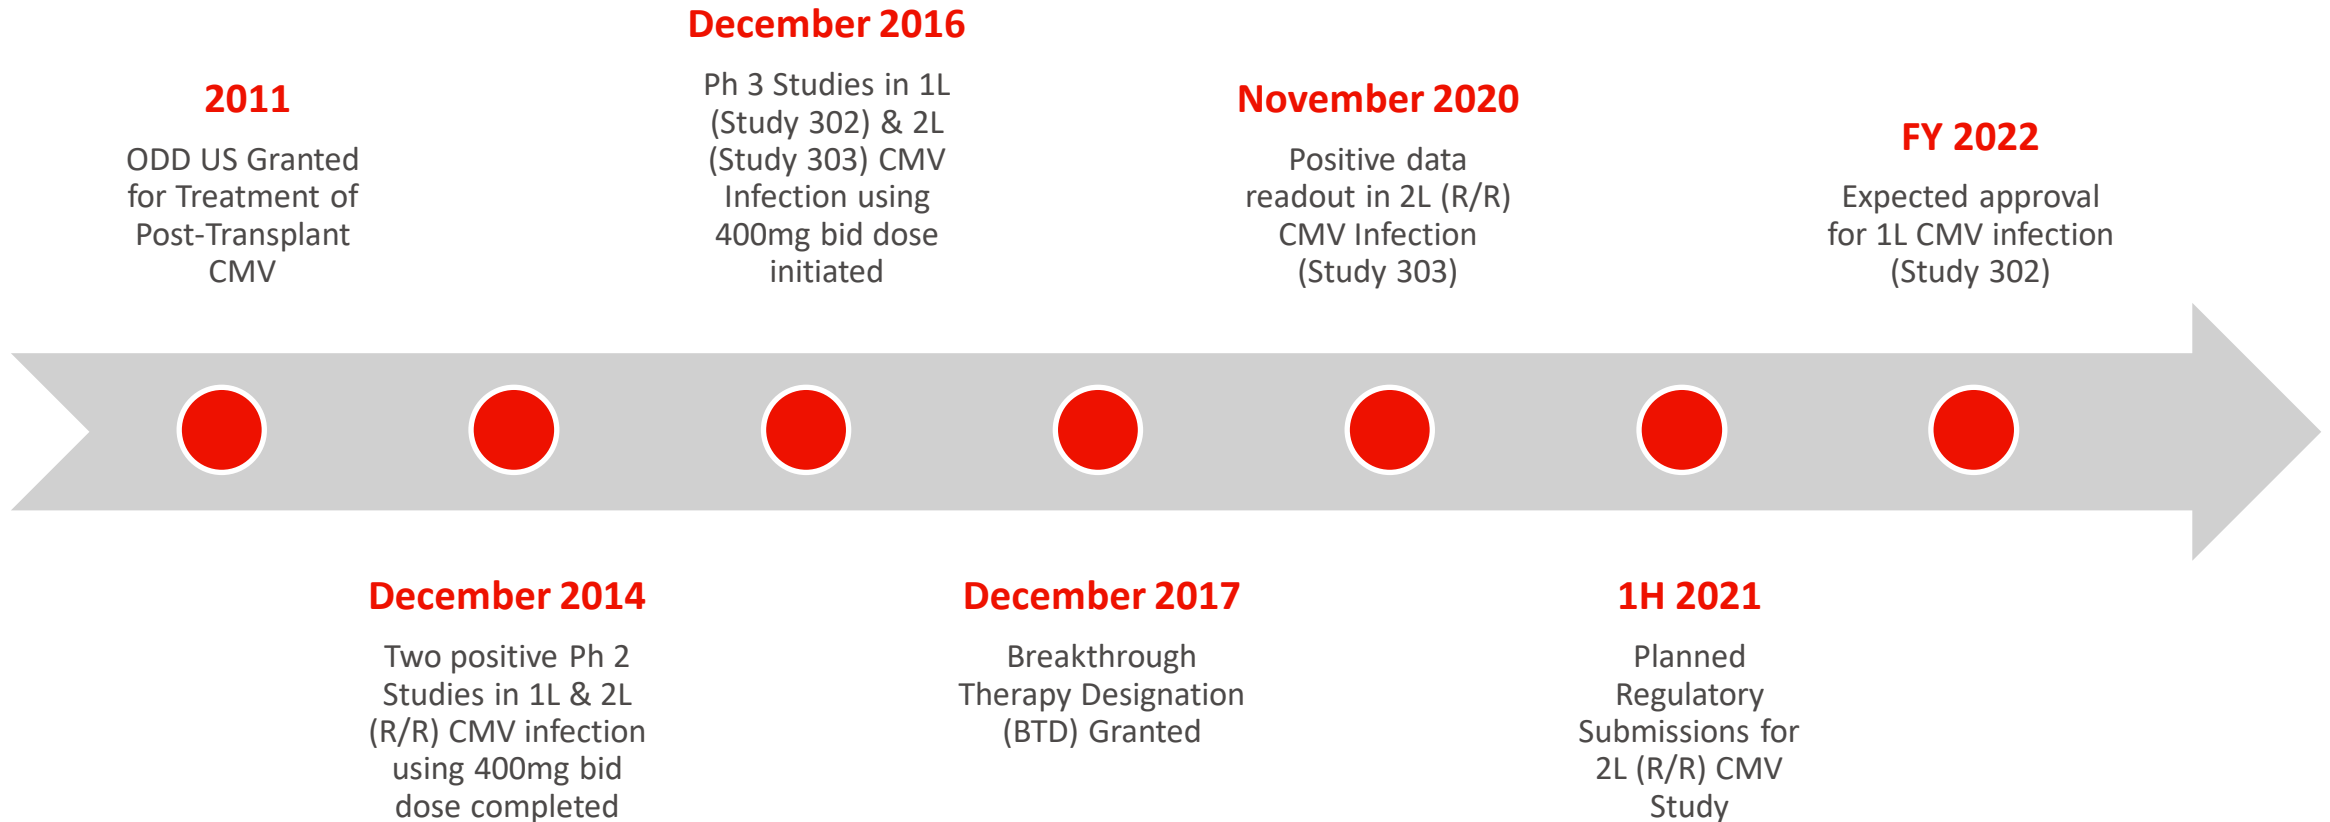 2011
ODD US Granted
for Treatment of
Post-Transplant
CMV
December 2014
Two positive Ph 2
Studies in 1L & 2L
(R/R) CMV infection
using 400mg bid
dose completed
December 2016
Ph 3 Studies in 1L
(Study 302) & 2L
(Study 303) CMV
Infection using
400mg bid dose
initiated
December 2017
Breakthrough
Therapy Designation
(BTD) Granted
November 2020
Positive data
readout in 2L (R/R)
CMV Infection
(Study 303)
1H 2021
Planned
Regulatory
Submissions for
2L (R/R) CMV
Study
FY 2022
Expected approval
for 1L CMV infection
(Study 302)